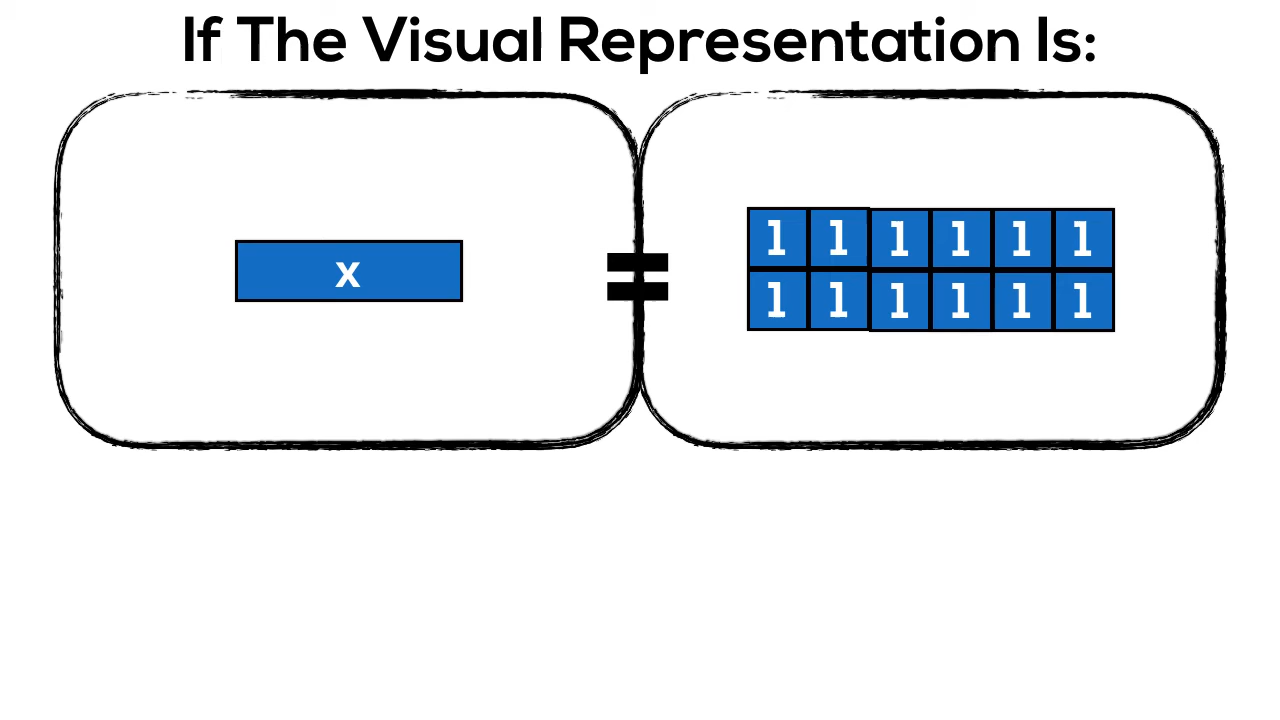 If The Visual Representation Is:
x = 1 1 1 1 1 1
1 1 1 1 1 1